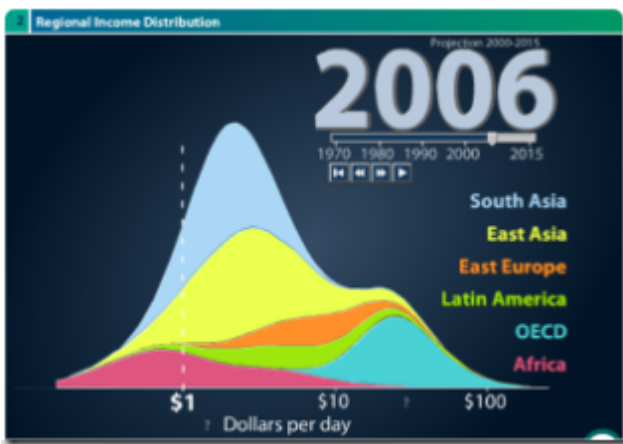 2 Regional Income Distribution
Projection 2000-2015
2006
1970 1980 1990 2000 2015
South Asia
East Asia
East Europe
Latin America
OECD
Africa
$1 $10 ? $100
? Dollars per day